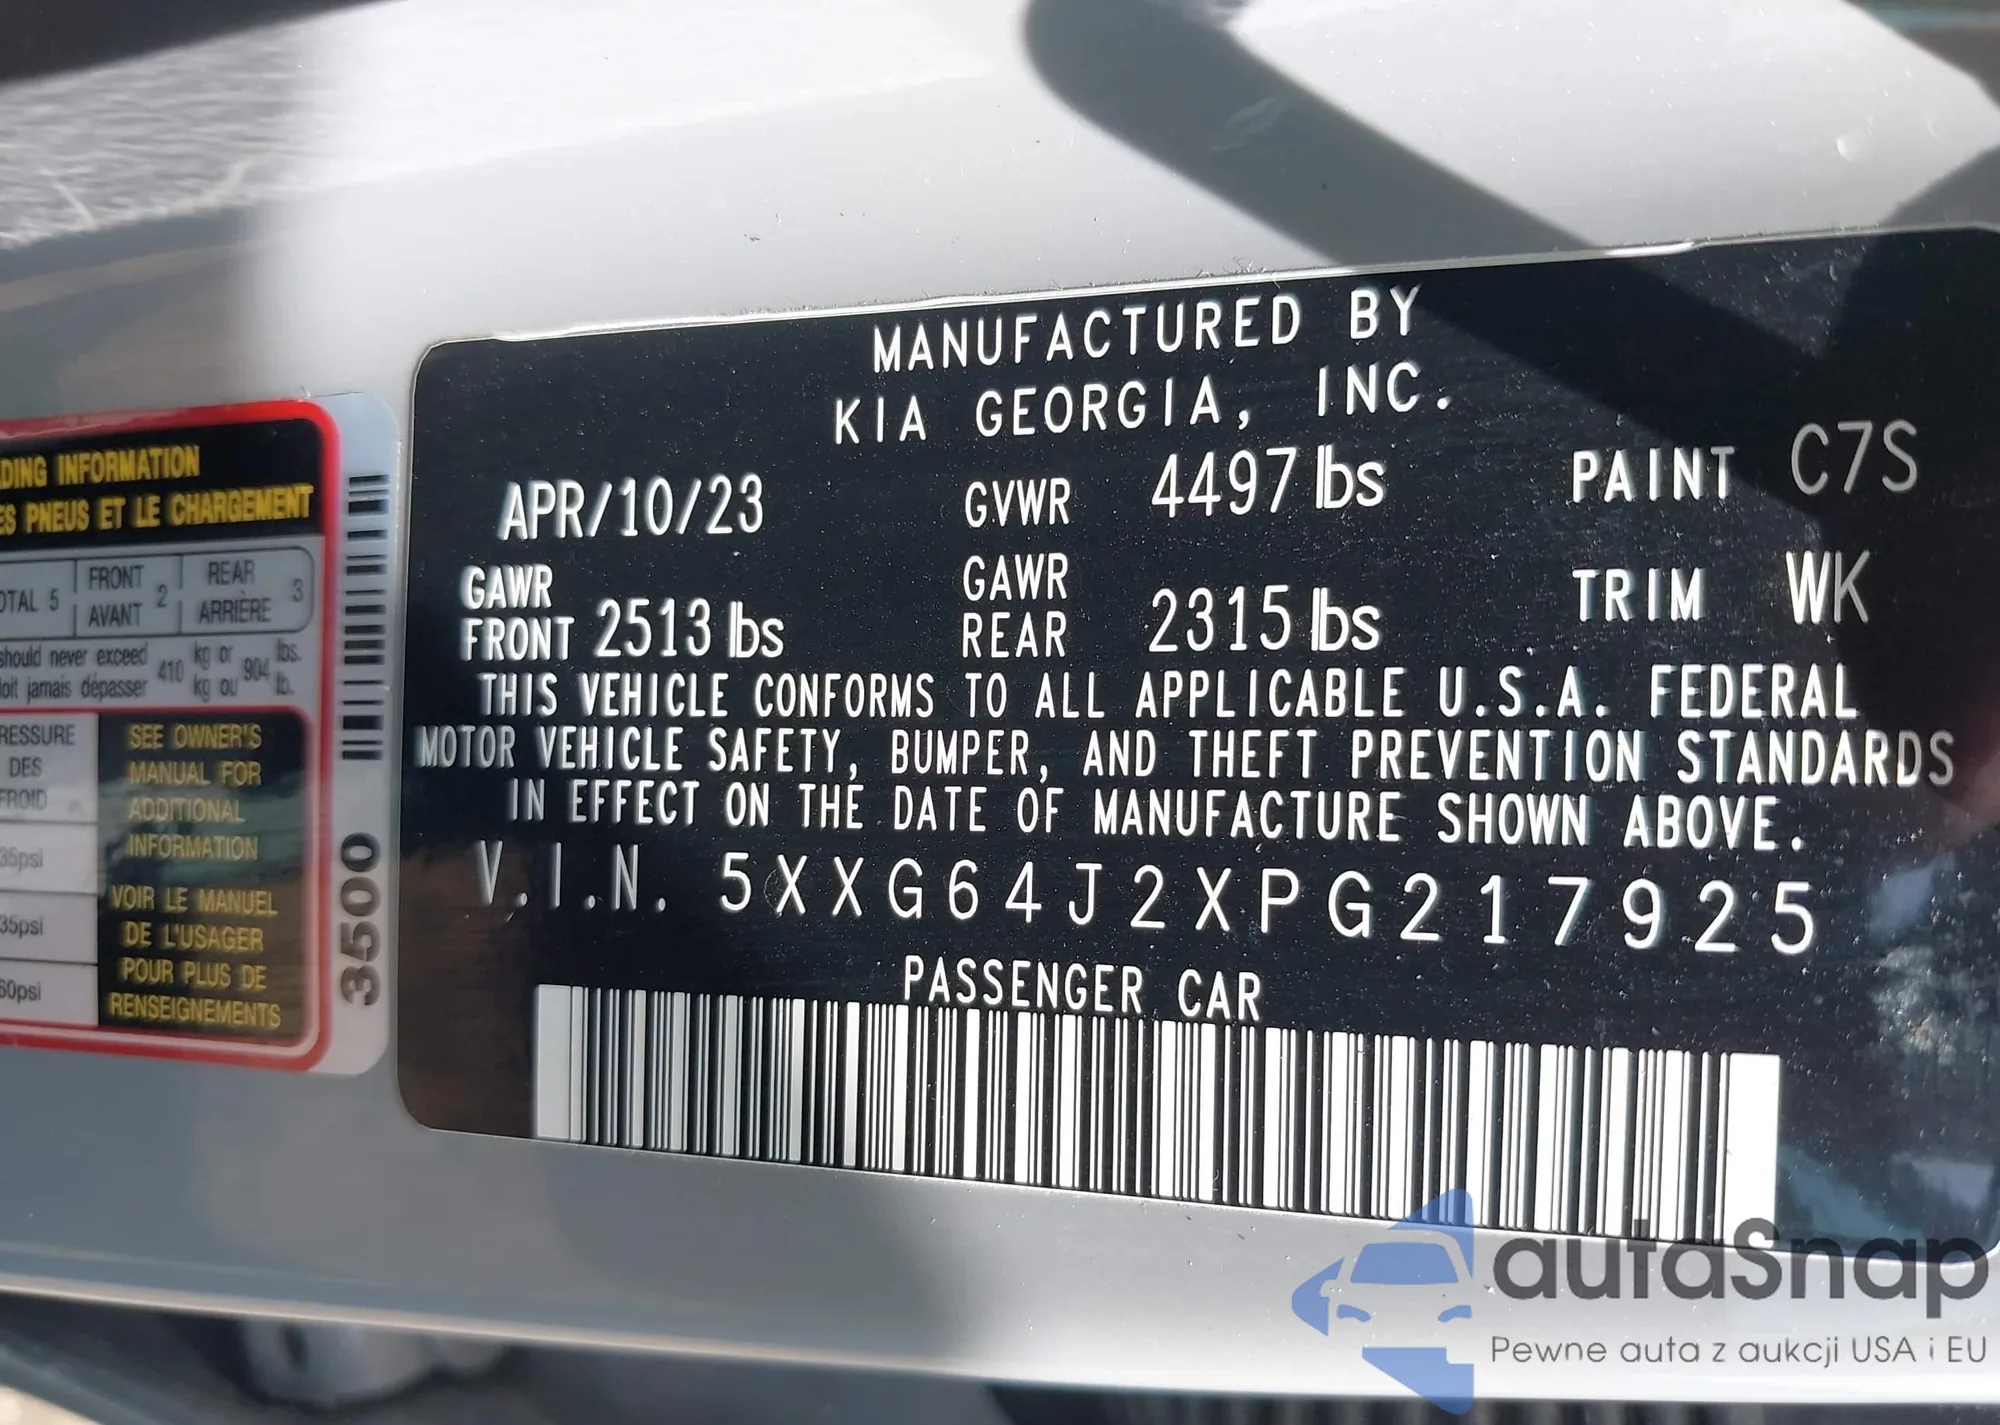 MANUFACTURED BY
KIA GEORGIA, INC.
APR/10/23 GVWR 4497 lbs PAINT C7S
GAWR FRONT 2513 lbs GAWR REAR 2315 lbs TRIM WK
THIS VEHICLE CONFORMS TO ALL APPLICABLE U.S.A. FEDERAL
MOTOR VEHICLE SAFETY, BUMPER, AND THEFT PREVENTION STANDARDS
IN EFFECT ON THE DATE OF MANUFACTURE SHOWN ABOVE.
V.I.N. 5XXG64J2XPG217925
PASSENGER CAR
DING INFORMATION
ES PNEUS ET LE CHARGEMENT
OTAL 5 FRONT AVANT 2 REAR ARRIÈRE 3
should never exceed 410 kg or 904 lbs.
oit jamais dépasser kg ou lb.
RESSURE
DES
FROID
35psi
35psi
60psi
SEE OWNER'S
MANUAL FOR
ADDITIONAL
INFORMATION
VOIR LE MANUEL
DE L'USAGER
POUR PLUS DE
RENSEIGNEMENTS
3500
autaSnap
Pewne auta z aukcji USA i EU